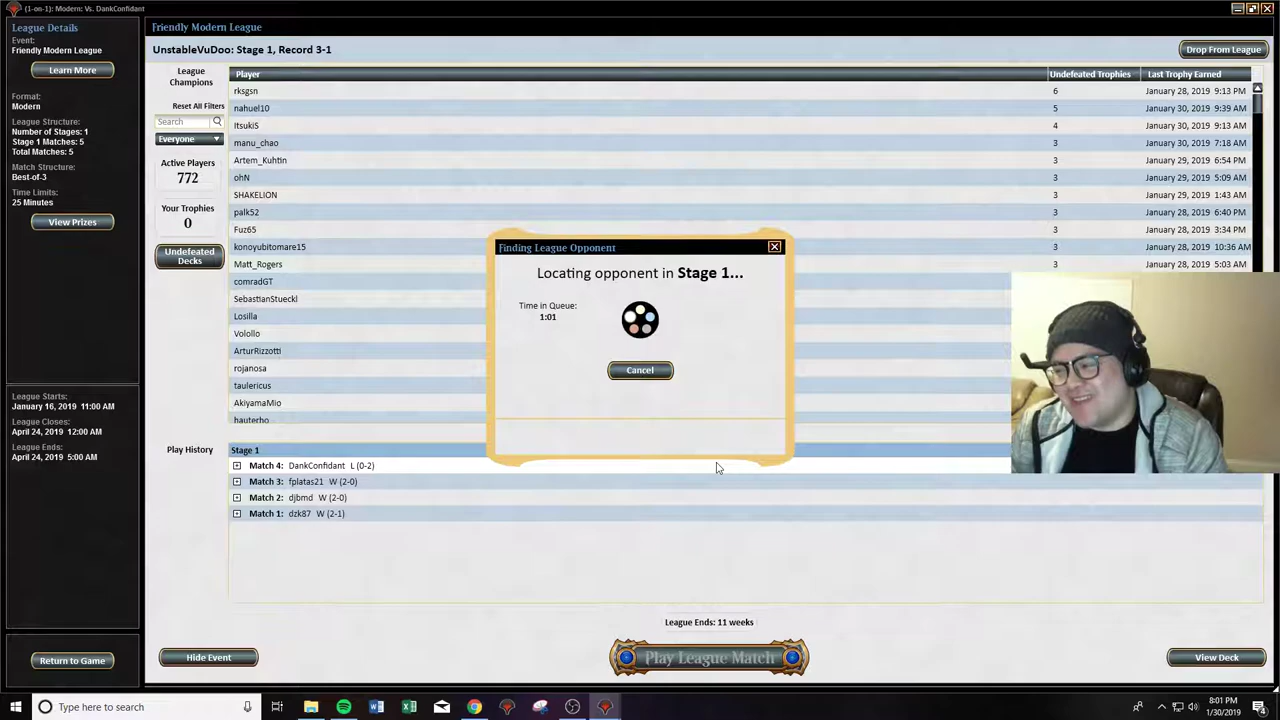 (1-on-1): Modern: Vs. DankConfidant
League Details
Event:
Friendly Modern League
Learn More
Format:
Modern
League Structure:
Number of Stages: 1
Stage 1 Matches: 5
Total Matches: 5
Match Structure:
Best-of-3
Time Limits:
25 Minutes
View Prizes
League Starts:
January 16, 2019 11:00 AM
League Closes:
April 24, 2019 12:00 AM
League Ends:
April 24, 2019 5:00 AM
Return to Game
Friendly Modern League
UnstableVuDoo: Stage 1, Record 3-1
Drop From League
League
Champions
Reset All Filters
Search
Everyone
Active Players
772
Your Trophies
0
Undefeated
Decks
Player Undefeated Trophies Last Trophy Earned
rksgsn 6 January 28, 2019 9:13 PM
nahuel10 5 January 30, 2019 9:39 AM
ItsukiS 4 January 30, 2019 9:13 AM
manu_chao 3 January 30, 2019 7:18 AM
Artem_Kuhtin 3 January 29, 2019 6:54 PM
ohN 3 January 29, 2019 5:09 AM
SHAKELION 3 January 29, 2019 1:43 AM
palk52 3 January 28, 2019 6:40 PM
Fuz65 3 January 28, 2019 3:34 PM
konoyubitomare15 3 January 28, 2019 10:36 AM
Matt_Rogers 3 January 28, 2019 5:03 AM
comradGT
SebastianStueckl
Losilla
Volollo
ArturRizzotti
rojanosa
taulericus
AkiyamaMio
hauterho
Finding League Opponent
Locating opponent in Stage 1...
Time in Queue:
1:01
Cancel
Play History
Stage 1
Match 4: DankConfidant L (0-2)
Match 3: fplatas21 W (2-0)
Match 2: djbmd W (2-0)
Match 1: dzk87 W (2-1)
League Ends: 11 weeks
Hide Event
Play League Match
View Deck
Type here to search
8:01 PM
1/30/2019
4